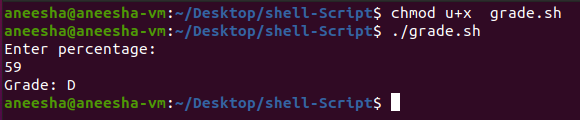 aneesha@aneesha-vm:~/Desktop/shell-Script$ chmod u+x  grade.sh
aneesha@aneesha-vm:~/Desktop/shell-Script$ ./grade.sh
Enter percentage:
59
Grade: D
aneesha@aneesha-vm:~/Desktop/shell-Script$